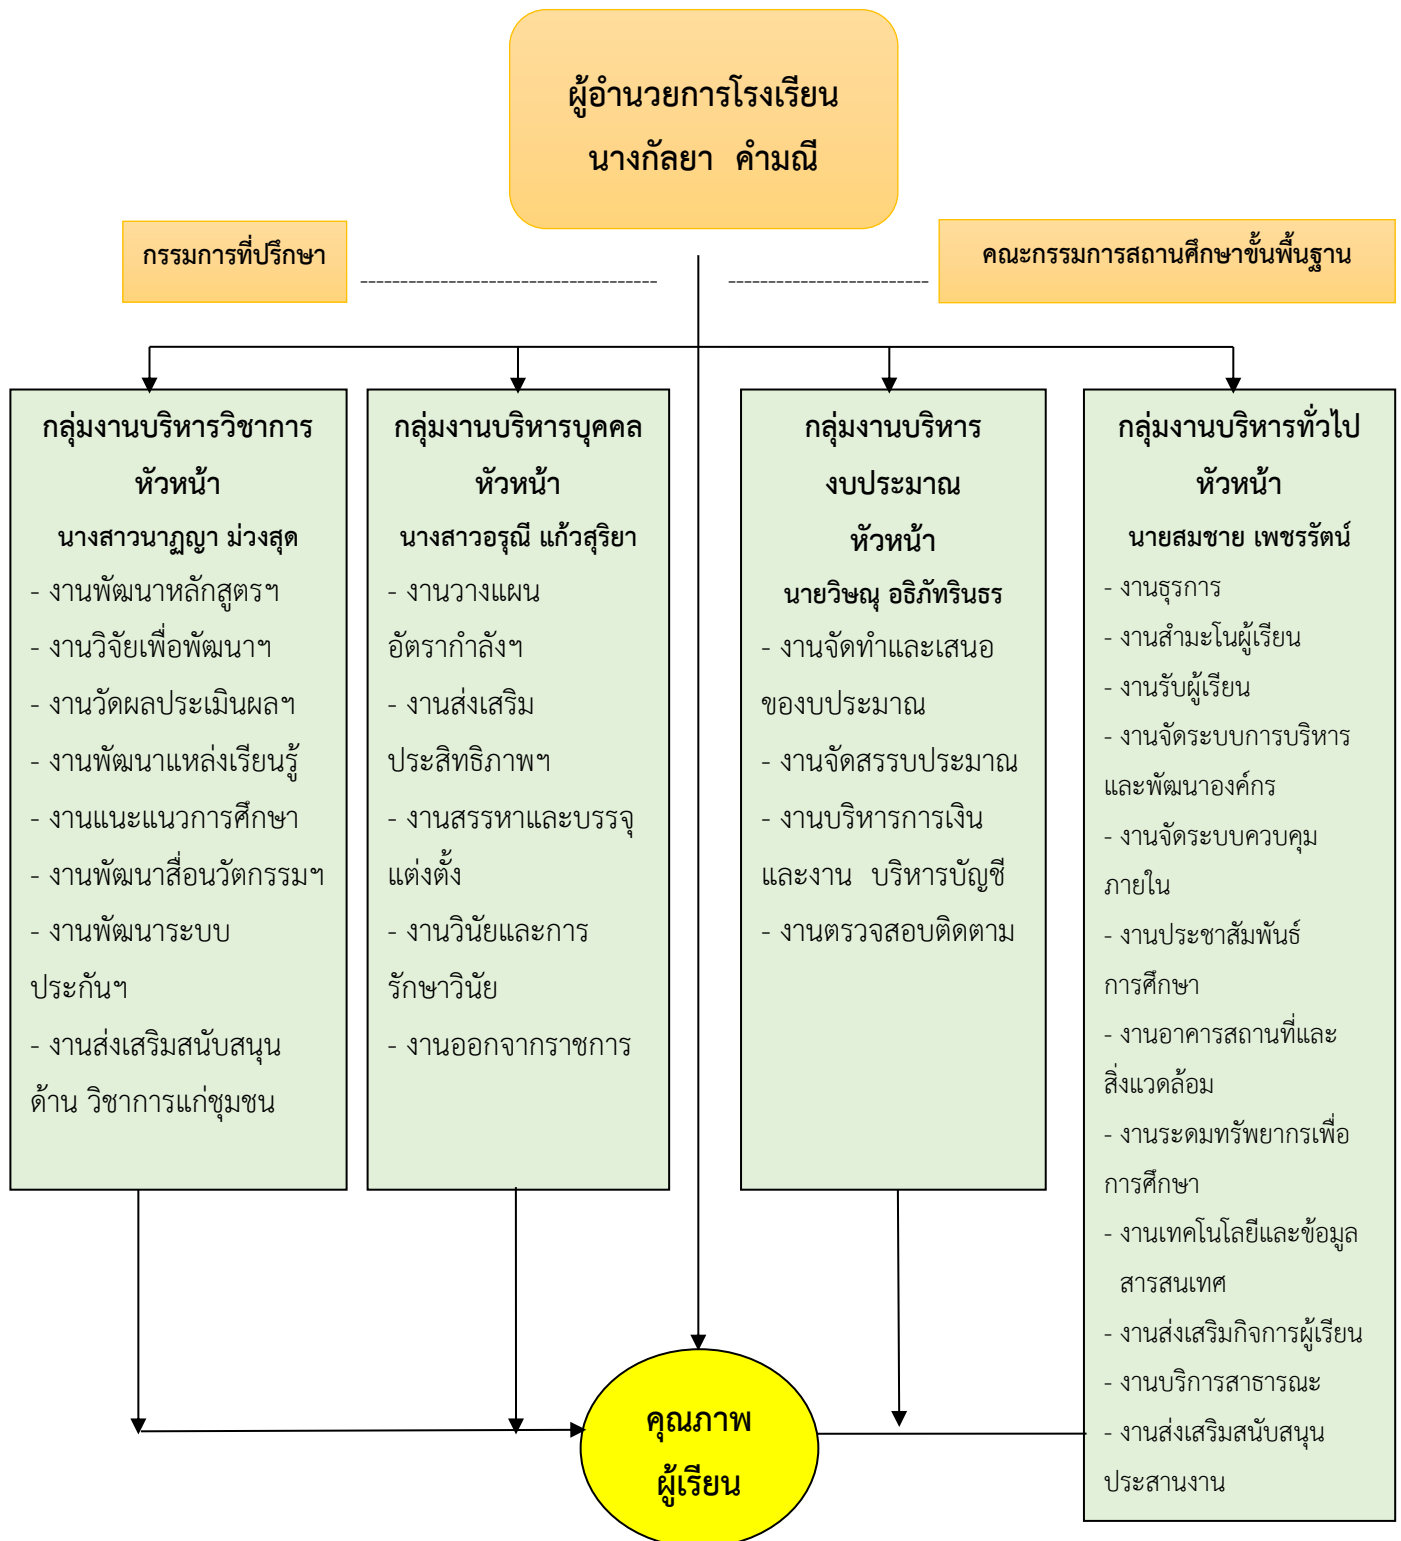 ผู้อำนวยการโรงเรียน
นางกัลยา คำมณี
กรรมการที่ปรึกษา
คณะกรรมการสถานศึกษาขั้นพื้นฐาน
กลุ่มงานบริหารวิชาการ
หัวหน้า
นางสาวนาฏญา ม่วงสุด
- งานพัฒนาหลักสูตรฯ
- งานวิจัยเพื่อพัฒนาฯ
- งานวัดผลประเมินผลฯ
- งานพัฒนาแหล่งเรียนรู้
- งานแนะแนวการศึกษา
- งานพัฒนาสื่อนวัตกรรมฯ
- งานพัฒนาระบบ
ประกันฯ
- งานส่งเสริมสนับสนุน
ด้าน วิชาการแก่ชุมชน
กลุ่มงานบริหารบุคคล
หัวหน้า
นางสาวอรุณี แก้วสุริยา
- งานวางแผน
อัตรากำลังฯ
- งานส่งเสริม
ประสิทธิภาพฯ
- งานสรรหาและบรรจุ
แต่งตั้ง
- งานวินัยและการ
รักษาวินัย
- งานออกจากราชการ
กลุ่มงานบริหาร
งบประมาณ
หัวหน้า
นายวิษณุ อธิภัทรินธร
- งานจัดทำและเสนอ
ของบประมาณ
- งานจัดสรรบประมาณ
- งานบริหารการเงิน
และงาน บริหารบัญชี
- งานตรวจสอบติดตาม
กลุ่มงานบริหารทั่วไป
หัวหน้า
นายสมชาย เพชรรัตน์
- งานธุรการ
- งานสำมะโนผู้เรียน
- งานรับผู้เรียน
- งานจัดระบบการบริหาร
และพัฒนาองค์กร
- งานจัดระบบควบคุม
ภายใน
- งานประชาสัมพันธ์
การศึกษา
- งานอาคารสถานที่และ
สิ่งแวดล้อม
- งานระดมทรัพยากรเพื่อ
การศึกษา
- งานเทคโนโลยีและข้อมูล
สารสนเทศ
- งานส่งเสริมกิจการผู้เรียน
- งานบริการสาธารณะ
- งานส่งเสริมสนับสนุน
ประสานงาน
คุณภาพ
ผู้เรียน